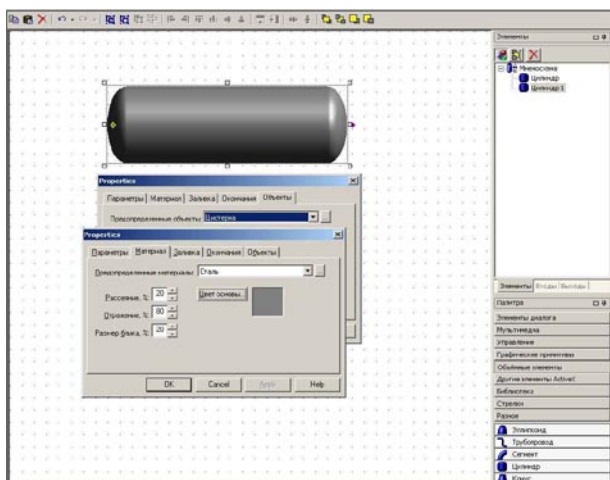 Элементы
Мнемосхема
Цилиндр
Цилиндр 1
Properties
Параметры Материал Заливка Окончания Объекты
Предопределенные объекты: Цистерна
Properties
Параметры Материал Заливка Окончания Объекты
Предопределенные материалы: Сталь
Рассеяние, %: 20
Цвет основы...
Отражение, %: 80
Размер блика, %: 20
OK Cancel Apply Help
Элементы Входы Выходы
Палитра
Элементы диалога
Мультимедиа
Управление
Графические примитивы
Объёмные элементы
Другие элементы ActiveX
Библиотека
Стрелки
Разное
Эллипсоид
Трубопровод
Сегмент
Цилиндр
Конус